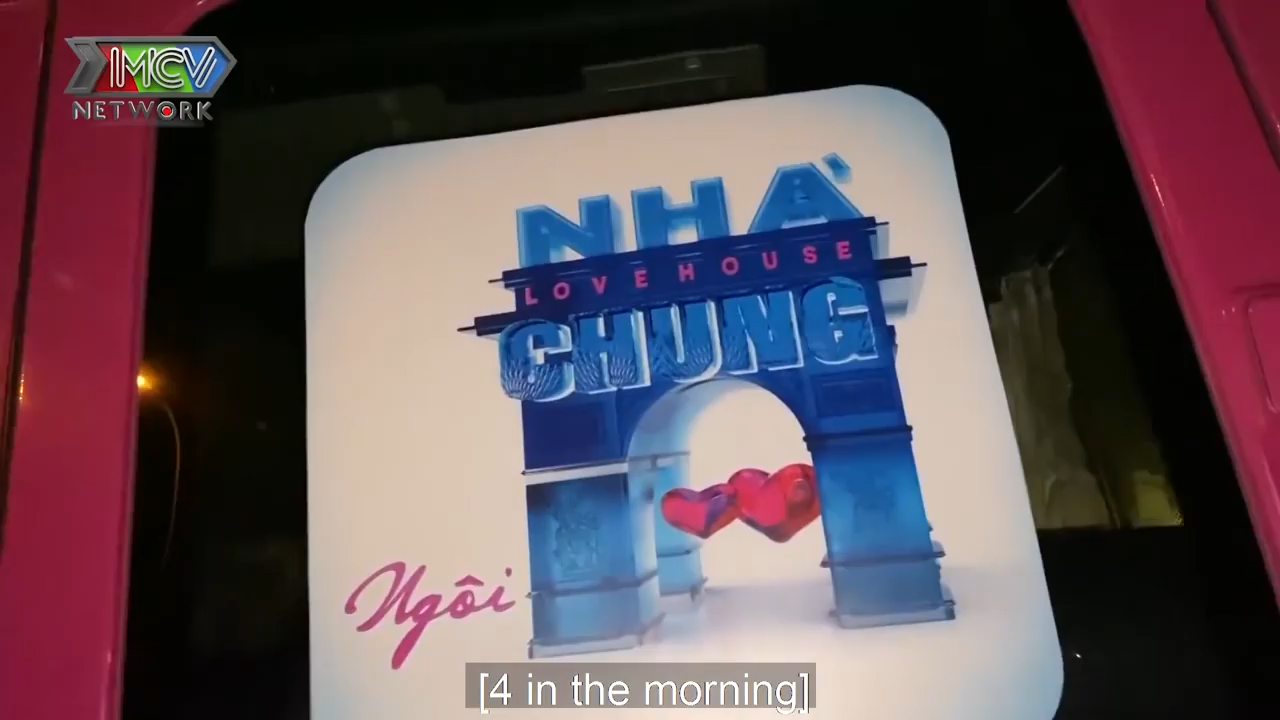 MCV
NETWORK
NHÀ
LOVE HOUSE
CHUNG
Ngôi
[4 in the morning]